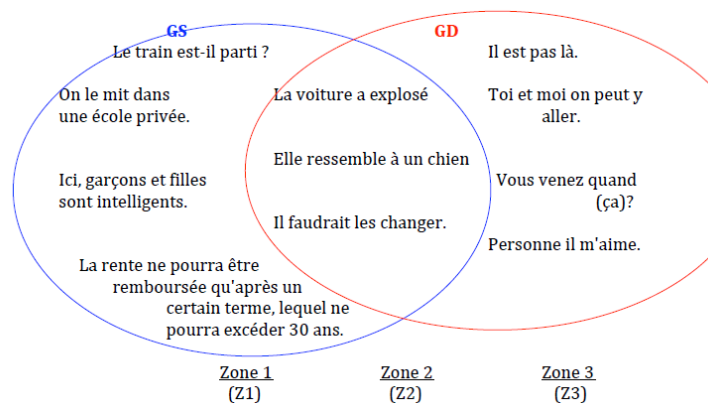 GS
GD
Le train est-il parti ?
Il est pas là.
On le mit dans
une école privée.
La voiture a explosé
Toi et moi on peut y
aller.
Elle ressemble à un chien
Ici, garçons et filles
sont intelligents.
Vous venez quand
(ça)?
Il faudrait les changer.
Personne il m'aime.
La rente ne pourra être
remboursée qu'après un
certain terme, lequel ne
pourra excéder 30 ans.
Zone 1
(Z1)
Zone 2
(Z2)
Zone 3
(Z3)